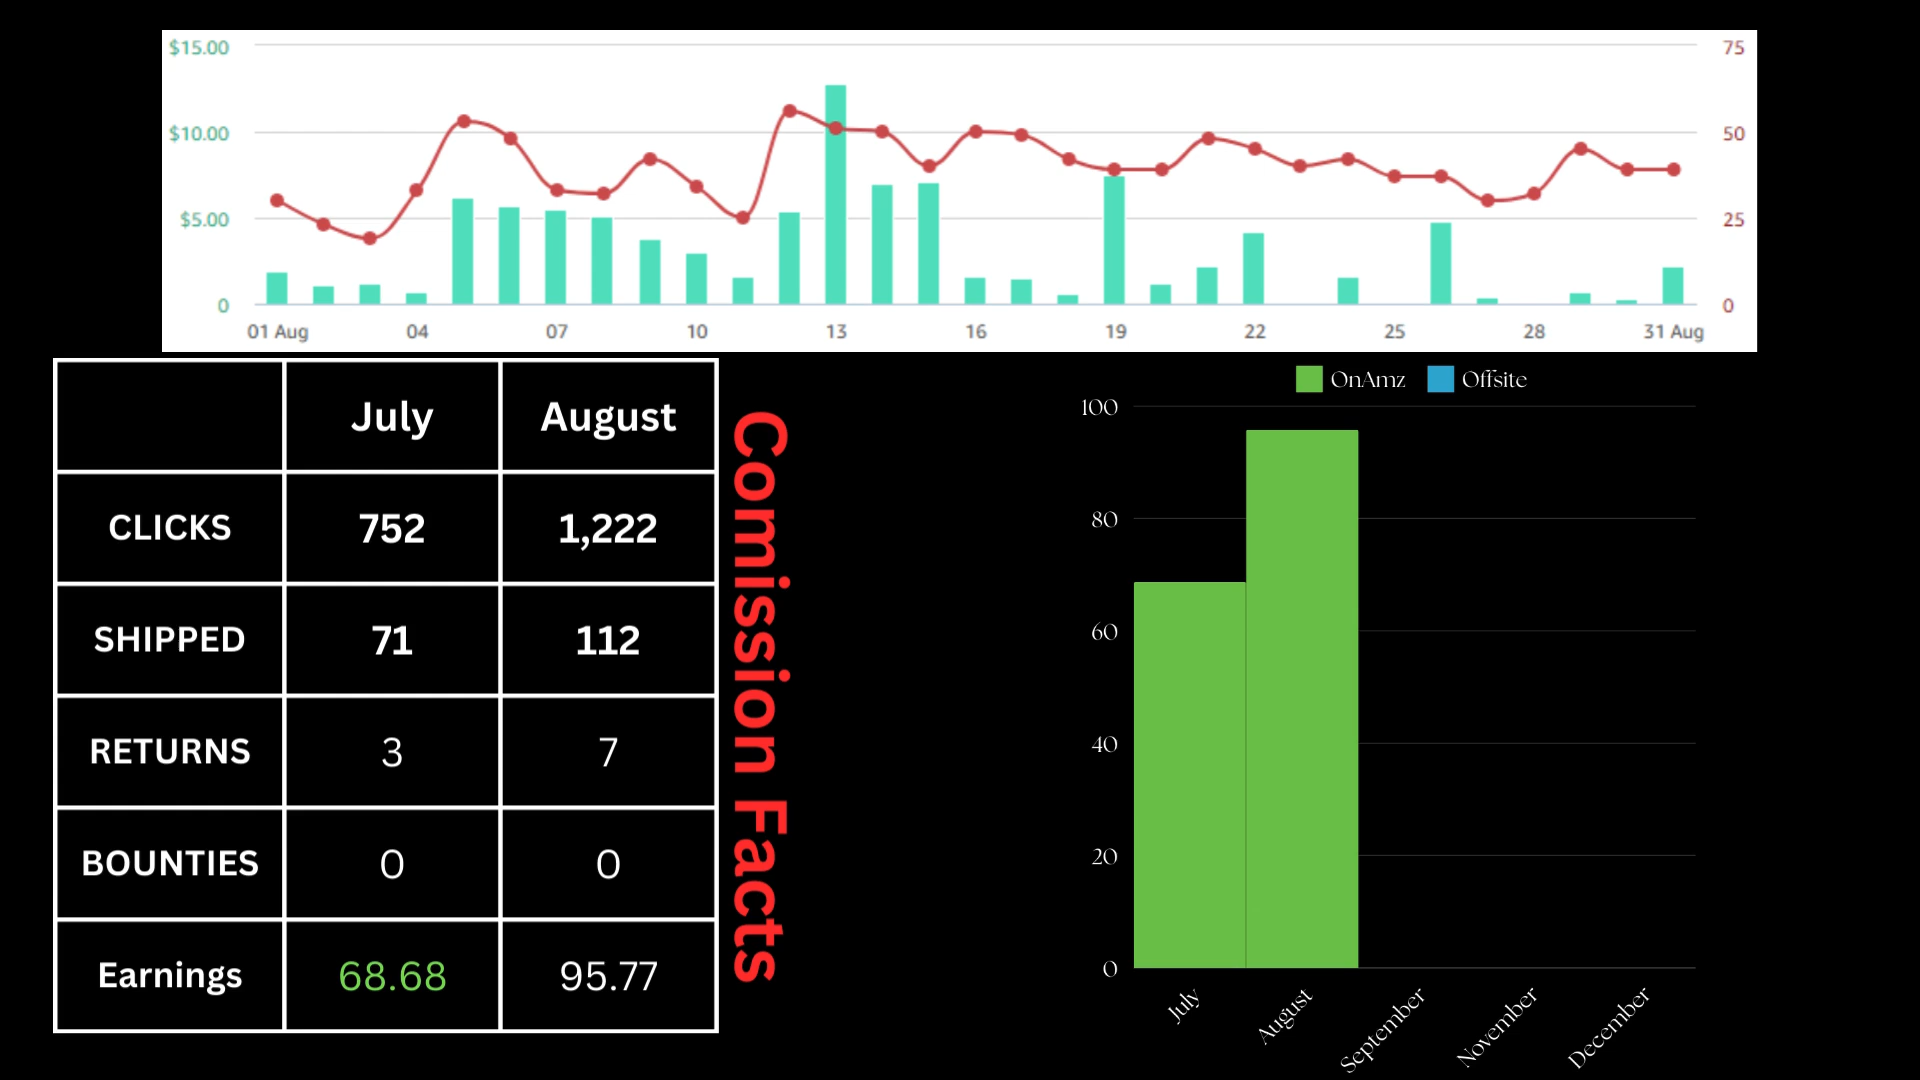 $15.00
75
$10.00
50
$5.00
25
0
0
01 Aug 04 07 10 13 16 19 22 25 28 31 Aug
July August
CLICKS 752 1,222
SHIPPED 71 112
RETURNS 3 7
BOUNTIES 0 0
Earnings 68.68 95.77
Comission Facts
OnAmz Offsite
100
80
60
40
20
0
July August September November December